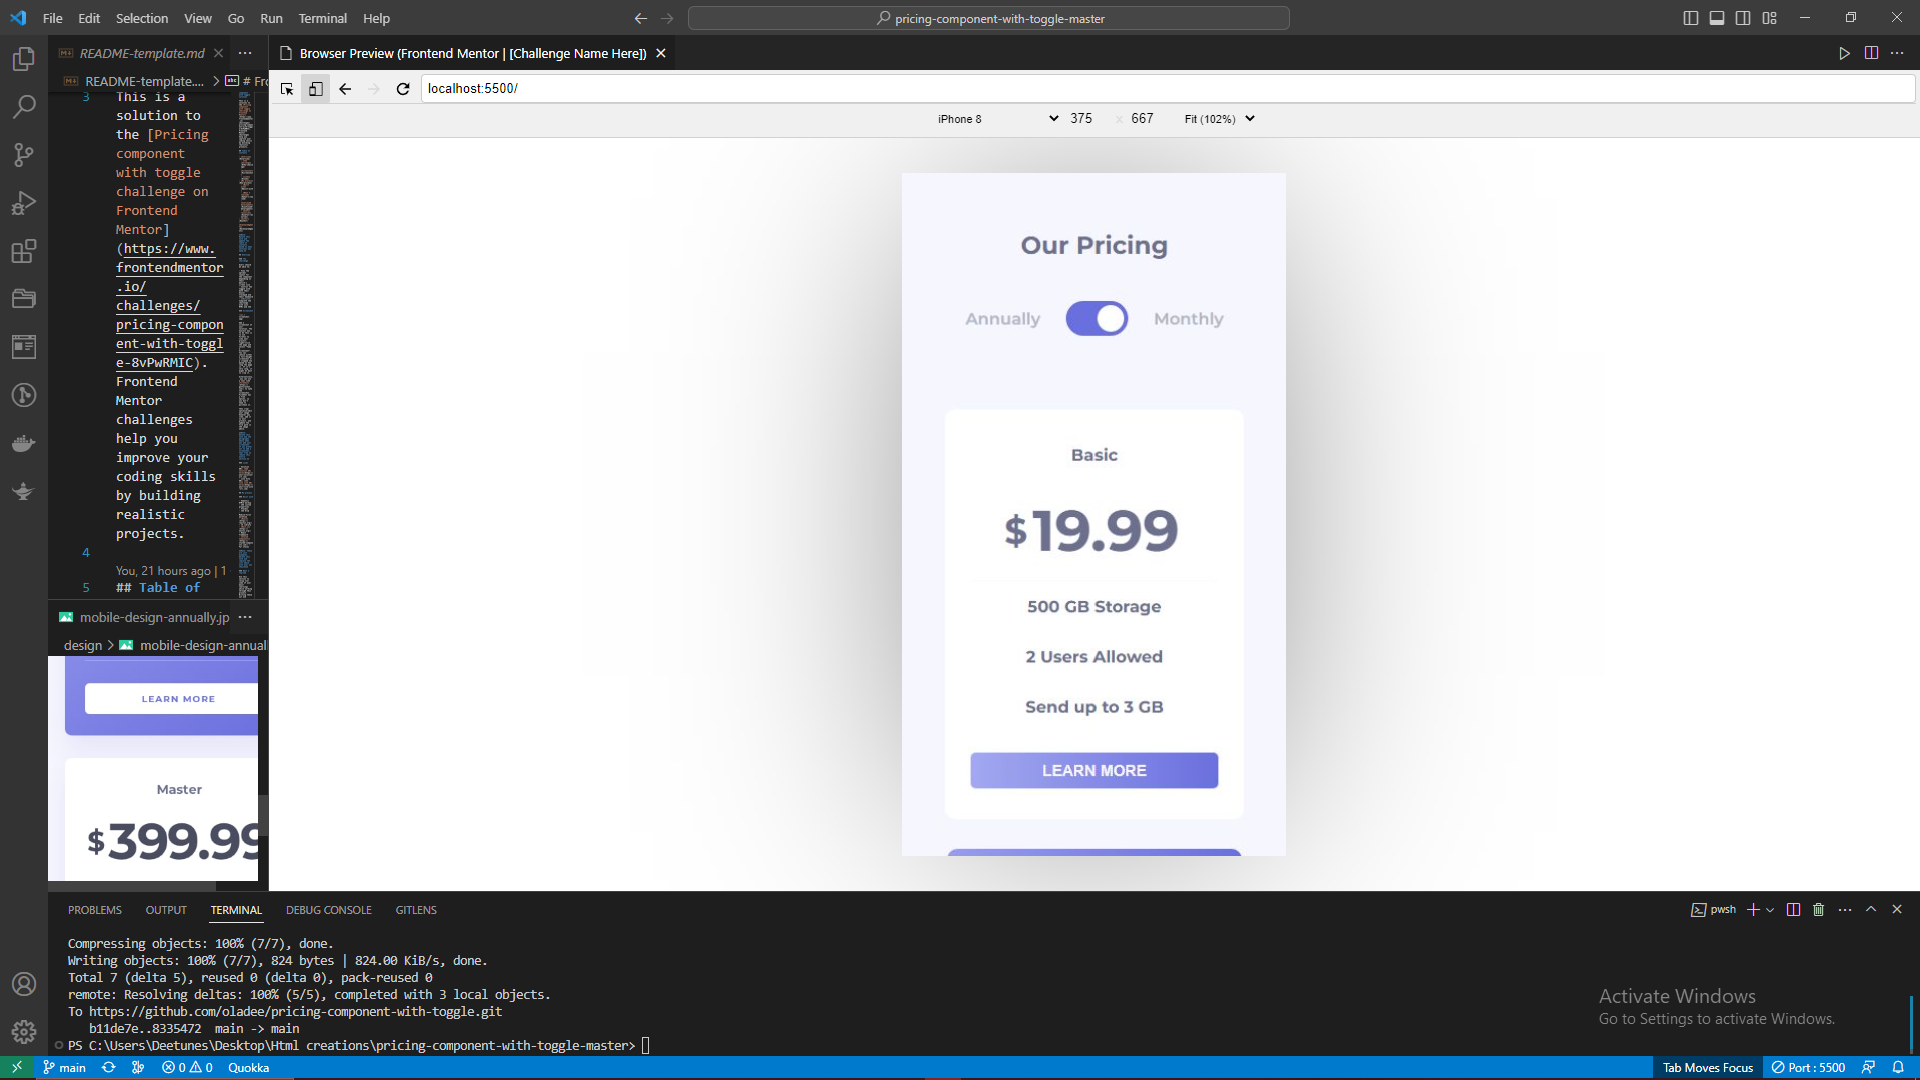 File Edit Selection View Go Run Terminal Help
pricing-component-with-toggle-master
README-template.md
Browser Preview (Frontend Mentor | [Challenge Name Here])
README-template.... > # Fr
localhost:5500/
iPhone 8 375 x 667 Fit (102%)
3 This is a
solution to
the [Pricing
component
with toggle
challenge on
Frontend
Mentor]
(https://www.
frontendmentor
.io/
challenges/
pricing-compon
ent-with-toggl
e-8vPwRMIC).
Frontend
Mentor
challenges
help you
improve your
coding skills
by building
realistic
projects.
4
You, 21 hours ago | 1
5 ## Table of
mobile-design-annually.jp
design > mobile-design-annuall
LEARN MORE
Master
$399.99
Our Pricing
Annually Monthly
Basic
$19.99
500 GB Storage
2 Users Allowed
Send up to 3 GB
LEARN MORE
PROBLEMS OUTPUT TERMINAL DEBUG CONSOLE GITLENS
pwsh
Compressing objects: 100% (7/7), done.
Writing objects: 100% (7/7), 824 bytes | 824.00 KiB/s, done.
Total 7 (delta 5), reused 0 (delta 0), pack-reused 0
remote: Resolving deltas: 100% (5/5), completed with 3 local objects.
To https://github.com/oladee/pricing-component-with-toggle.git
b11de7e..8335472 main -> main
PS C:\Users\Deetunes\Desktop\Html creations\pricing-component-with-toggle-master>
Activate Windows
Go to Settings to activate Windows.
main 0 0 Quokka
Tab Moves Focus Port : 5500